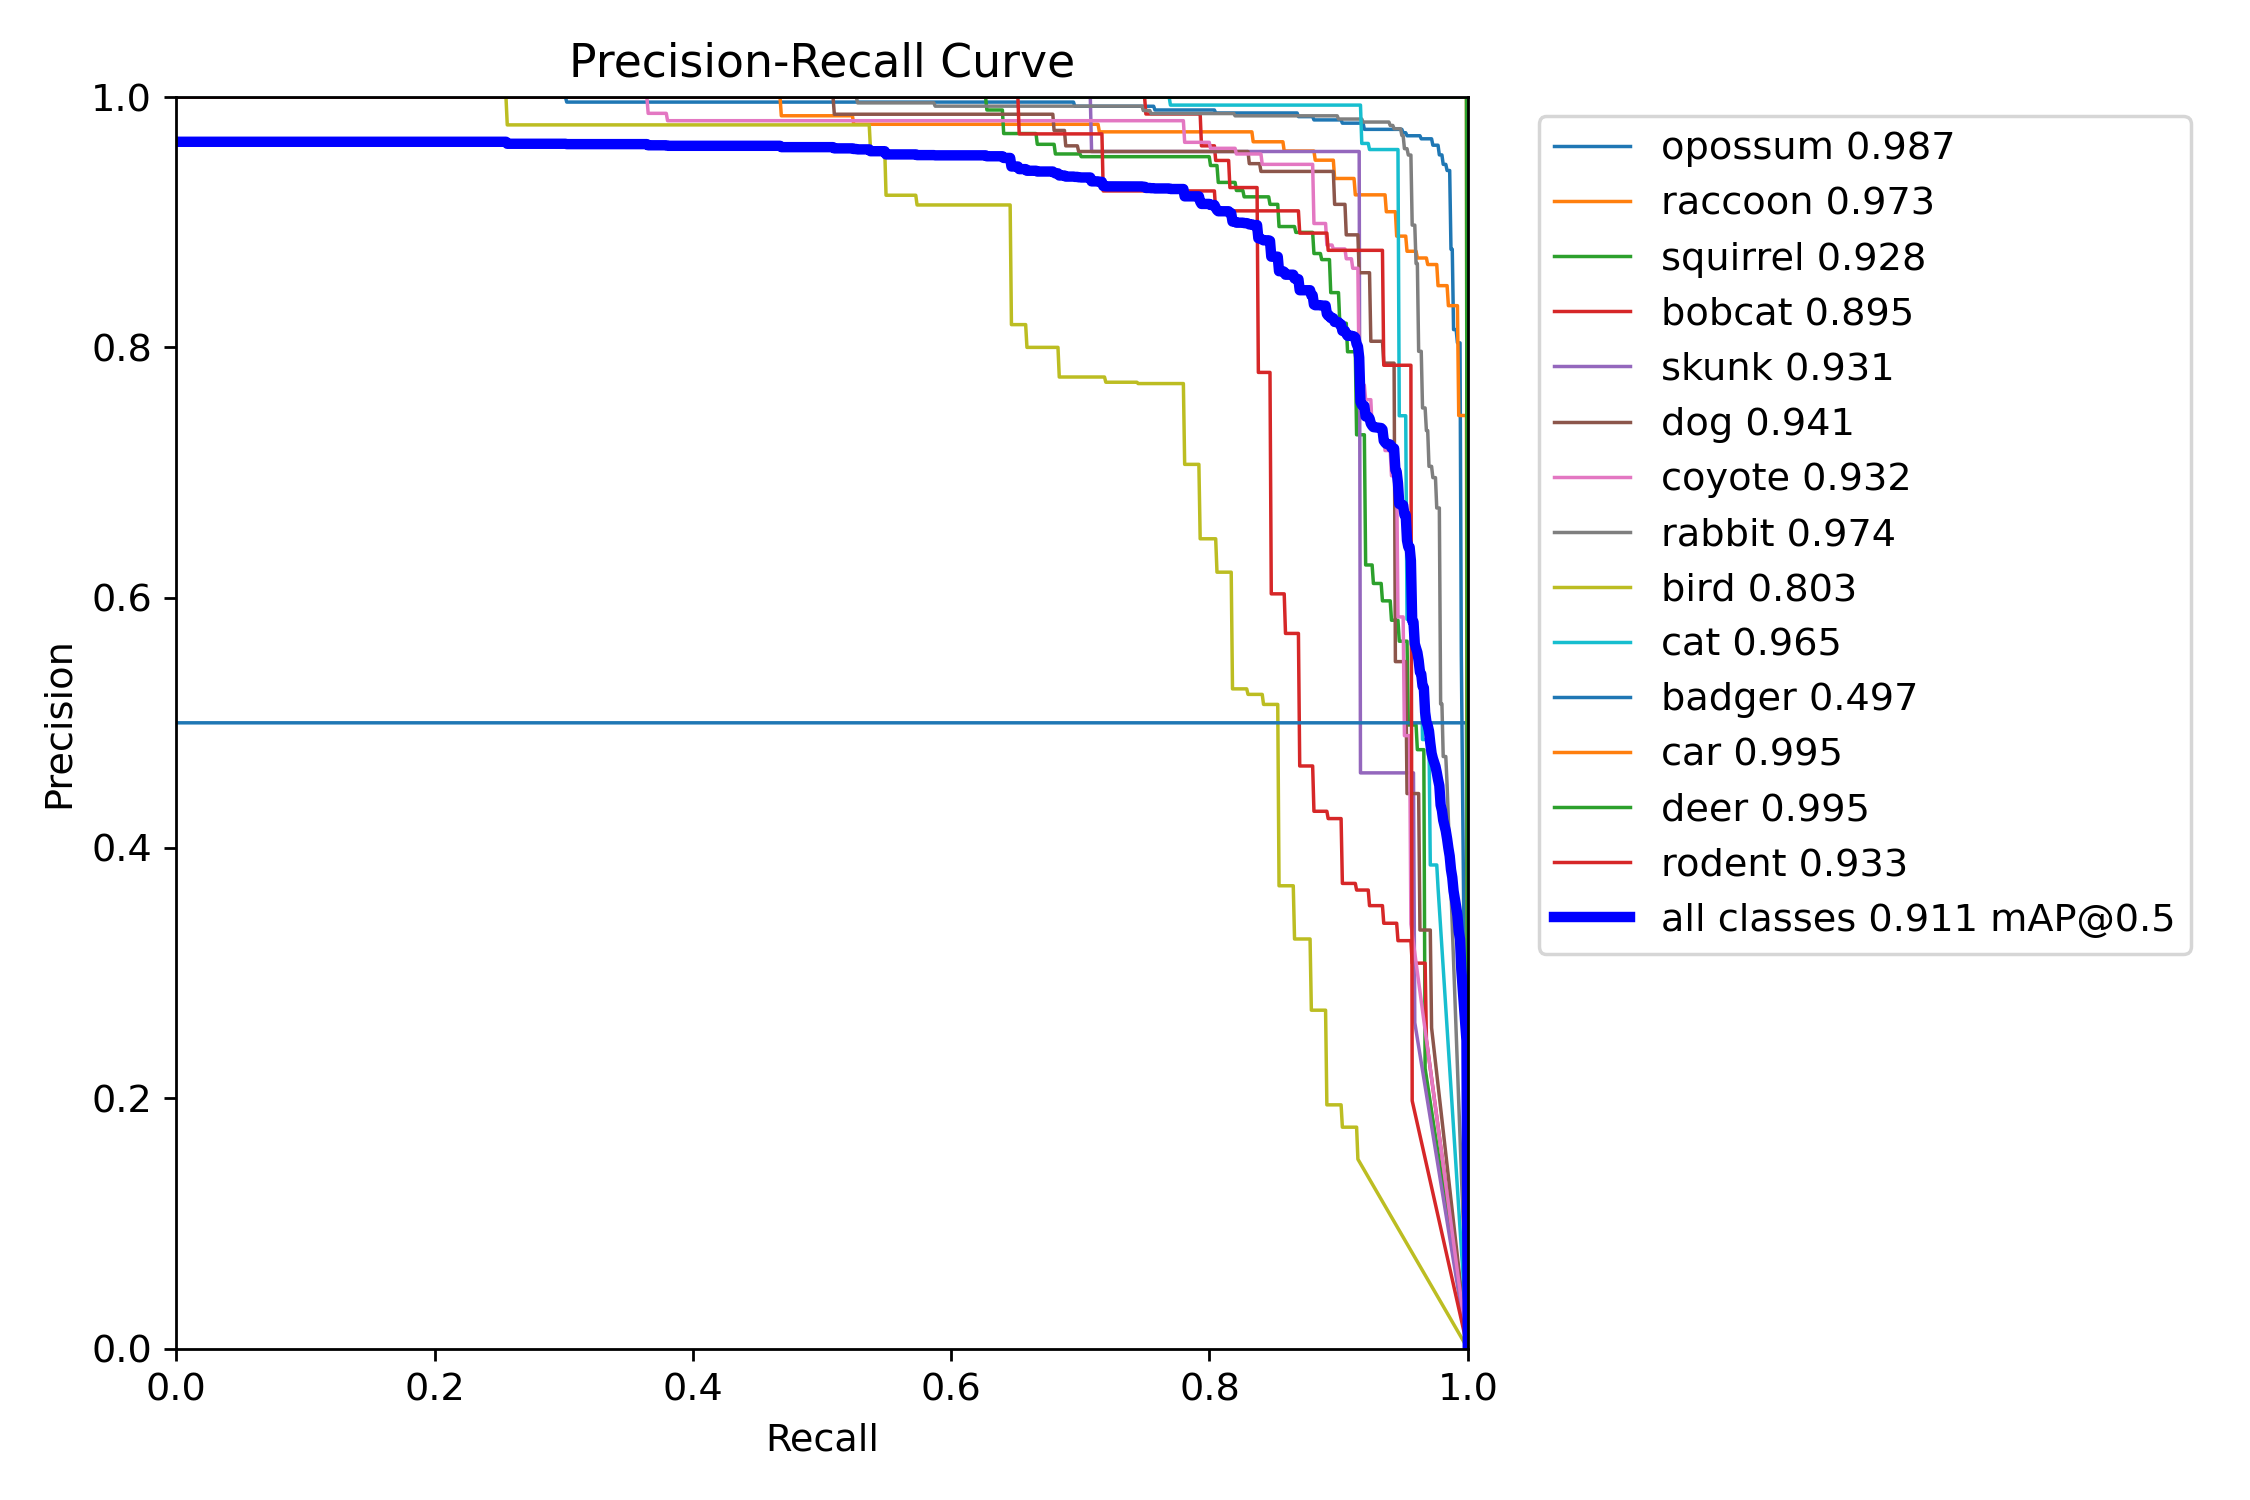 Precision-Recall Curve
1.0
0.8
0.6
0.4
0.2
0.0
Precision
0.0 0.2 0.4 0.6 0.8 1.0
Recall
opossum 0.987
raccoon 0.973
squirrel 0.928
bobcat 0.895
skunk 0.931
dog 0.941
coyote 0.932
rabbit 0.974
bird 0.803
cat 0.965
badger 0.497
car 0.995
deer 0.995
rodent 0.933
all classes 0.911 mAP@0.5